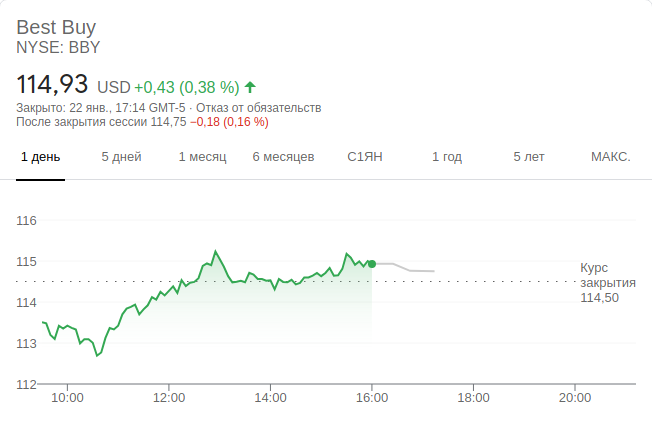 Best Buy
NYSE: BBY
114,93 USD +0,43 (0,38 %)
Закрыто: 22 янв., 17:14 GMT-5 · Отказ от обязательств
После закрытия сессии 114,75 −0,18 (0,16 %)
1 день 5 дней 1 месяц 6 месяцев С1ЯН 1 год 5 лет МАКС.
116
115
Курс
закрытия
114,50
114
113
112
10:00 12:00 14:00 16:00 18:00 20:00